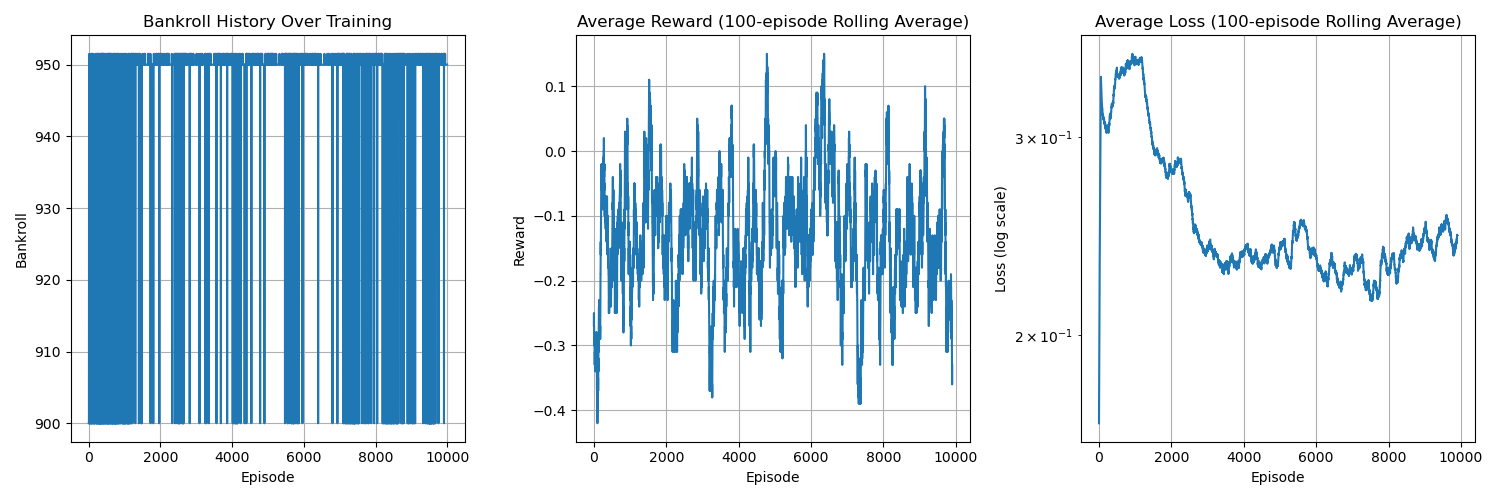 Bankroll History Over Training
950
940
930
920
910
900
0
2000
4000
6000
8000
10000
Bankroll
Episode
Average Reward (100-episode Rolling Average)
0.1
0.0
−0.1
−0.2
−0.3
−0.4
0
2000
4000
6000
8000
10000
Reward
Episode
Average Loss (100-episode Rolling Average)
3 × 10⁻¹
2 × 10⁻¹
0
2000
4000
6000
8000
10000
Loss (log scale)
Episode